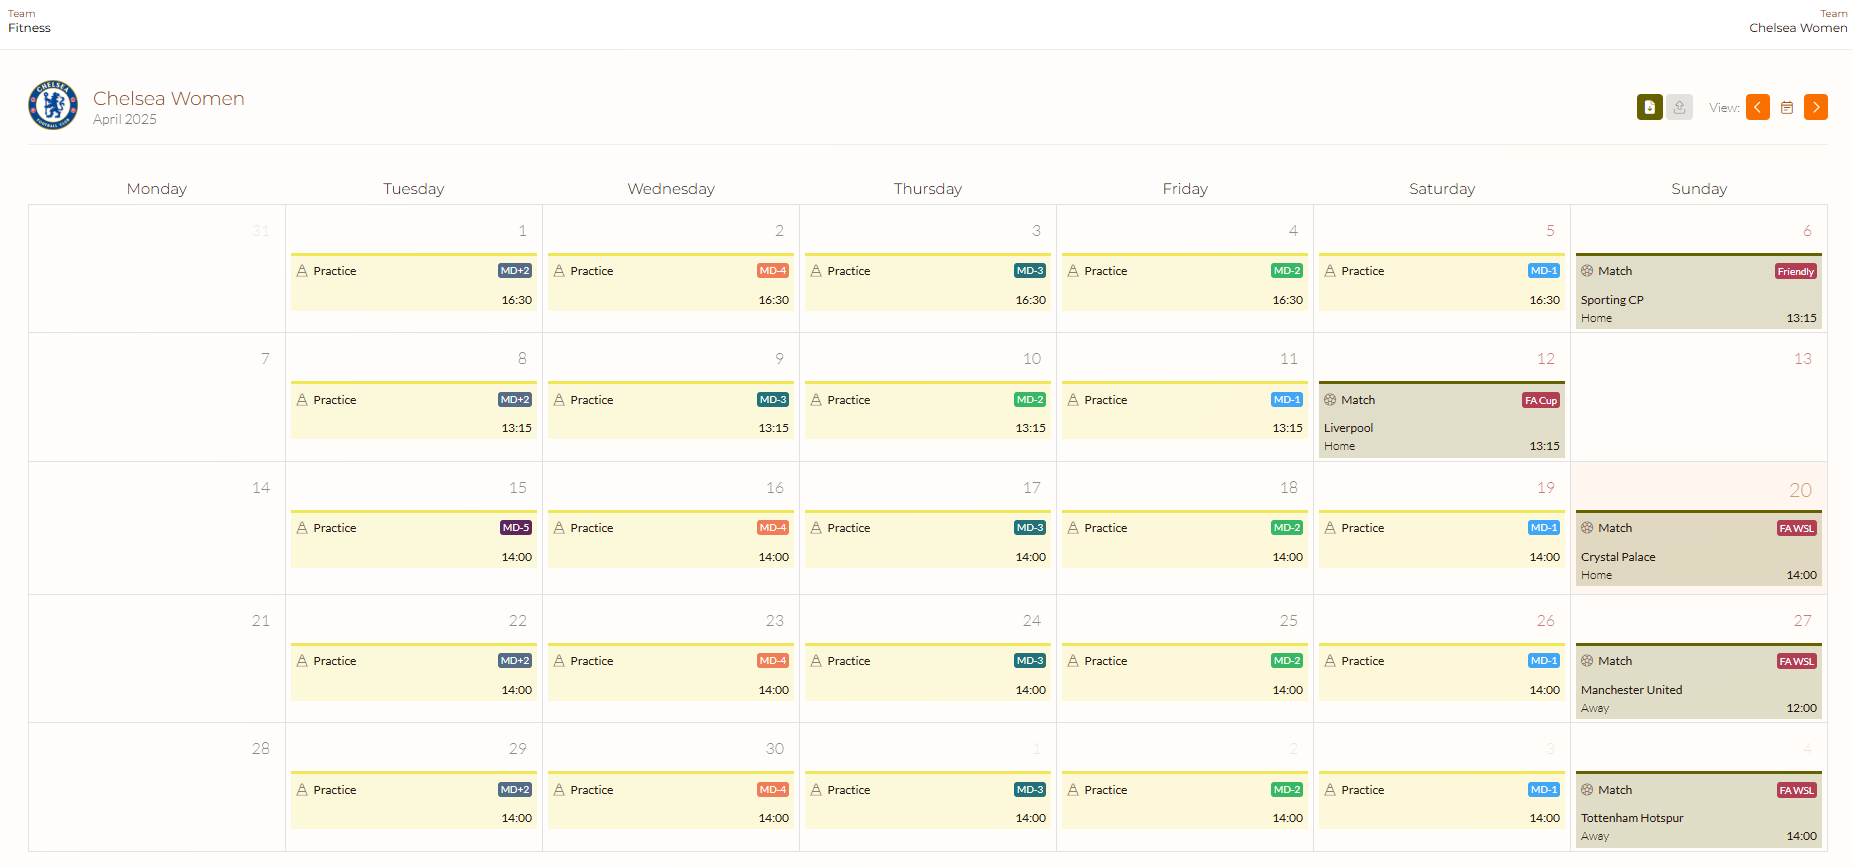 Team
Fitness
Team
Chelsea Women
CHELSEA
FOOTBALL CLUB
Chelsea Women
April 2025
View:
Monday Tuesday Wednesday Thursday Friday Saturday Sunday
31 1 2 3 4 5 6
Practice MD+2 Practice MD-4 Practice MD-3 Practice MD-2 Practice MD-1 Match Friendly
16:30 16:30 16:30 16:30 16:30 Sporting CP
Home 13:15
7 8 9 10 11 12 13
Practice MD+2 Practice MD-3 Practice MD-2 Practice MD-1 Match FA Cup
13:15 13:15 13:15 13:15 Liverpool
Home 13:15
14 15 16 17 18 19 20
Practice MD-5 Practice MD-4 Practice MD-3 Practice MD-2 Practice MD-1 Match FA WSL
14:00 14:00 14:00 14:00 14:00 Crystal Palace
Home 14:00
21 22 23 24 25 26 27
Practice MD+2 Practice MD-4 Practice MD-3 Practice MD-2 Practice MD-1 Match FA WSL
14:00 14:00 14:00 14:00 14:00 Manchester United
Away 12:00
28 29 30 1 2 3 4
Practice MD+2 Practice MD-4 Practice MD-3 Practice MD-2 Practice MD-1 Match FA WSL
14:00 14:00 14:00 14:00 14:00 Tottenham Hotspur
Away 14:00